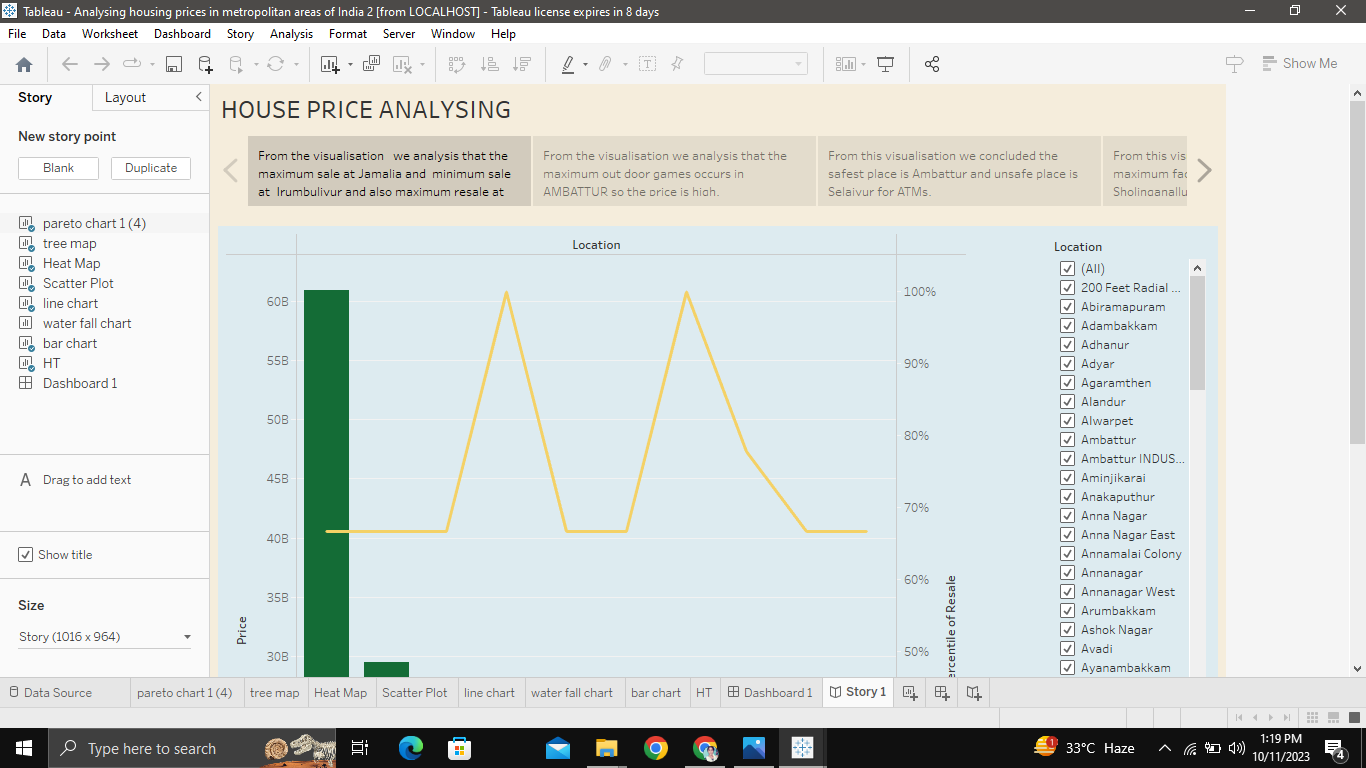 Tableau - Analysing housing prices in metropolitan areas of India 2 [from LOCALHOST] - Tableau license expires in 8 days
File Data Worksheet Dashboard Story Analysis Format Server Window Help
Show Me
Story Layout
New story point
Blank Duplicate
pareto chart 1 (4)
tree map
Heat Map
Scatter Plot
line chart
water fall chart
bar chart
HT
Dashboard 1
A Drag to add text
Show title
Size
Story (1016 x 964)
HOUSE PRICE ANALYSING
From the visualisation we analysis that the
maximum sale at Jamalia and minimum sale
at Irumbulivur and also maximum resale at
From the visualisation we analysis that the
maximum out door games occurs in
AMBATTUR so the price is high.
From this visualisation we concluded the
safest place is Ambattur and unsafe place is
Selaiyur for ATMs.
From this vis
maximum fac
Sholinganallu
Location
60B
55B
50B
45B
40B
35B
30B
Price
100%
90%
80%
70%
60%
50%
ercentile of Resale
Location
(All)
200 Feet Radial ...
Abiramapuram
Adambakkam
Adhanur
Adyar
Agaramthen
Alandur
Alwarpet
Ambattur
Ambattur INDUS...
Aminjikarai
Anakaputhur
Anna Nagar
Anna Nagar East
Annamalai Colony
Annanagar
Annanagar West
Arumbakkam
Ashok Nagar
Avadi
Ayanambakkam
Data Source pareto chart 1 (4) tree map Heat Map Scatter Plot line chart water fall chart bar chart HT Dashboard 1 Story 1
Type here to search
1
33°C Haze
1:19 PM
10/11/2023
4